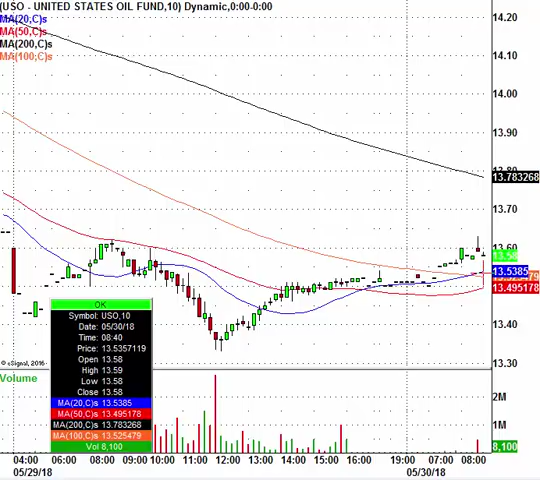 (USO - UNITED STATES OIL FUND,10) Dynamic,0:00-0:00
MA(20,C)s
MA(50,C)s
MA(200,C)s
MA(100,C)s
14.20
14.10
14.00
13.90
13.783268
13.70
13.60
13.58
13.5385
13.495178
13.40
13.30
© eSignal, 2016
OK
Symbol: USO,10
Date: 05/30/18
Time: 08:40
Price: 13.5357119
Open 13.58
High 13.59
Low 13.58
Close 13.58
MA(20,C)s 13.5385
MA(50,C)s 13.495178
MA(200,C)s 13.783268
MA(100,C)s 13.525479
Vol 8,100
Volume
2M
1M
8,100
04:00 06:00 08:00 09:00 10:00 11:00 12:00 13:00 14:00 15:00 19:00 07:00 08:00
05/29/18 05/30/18